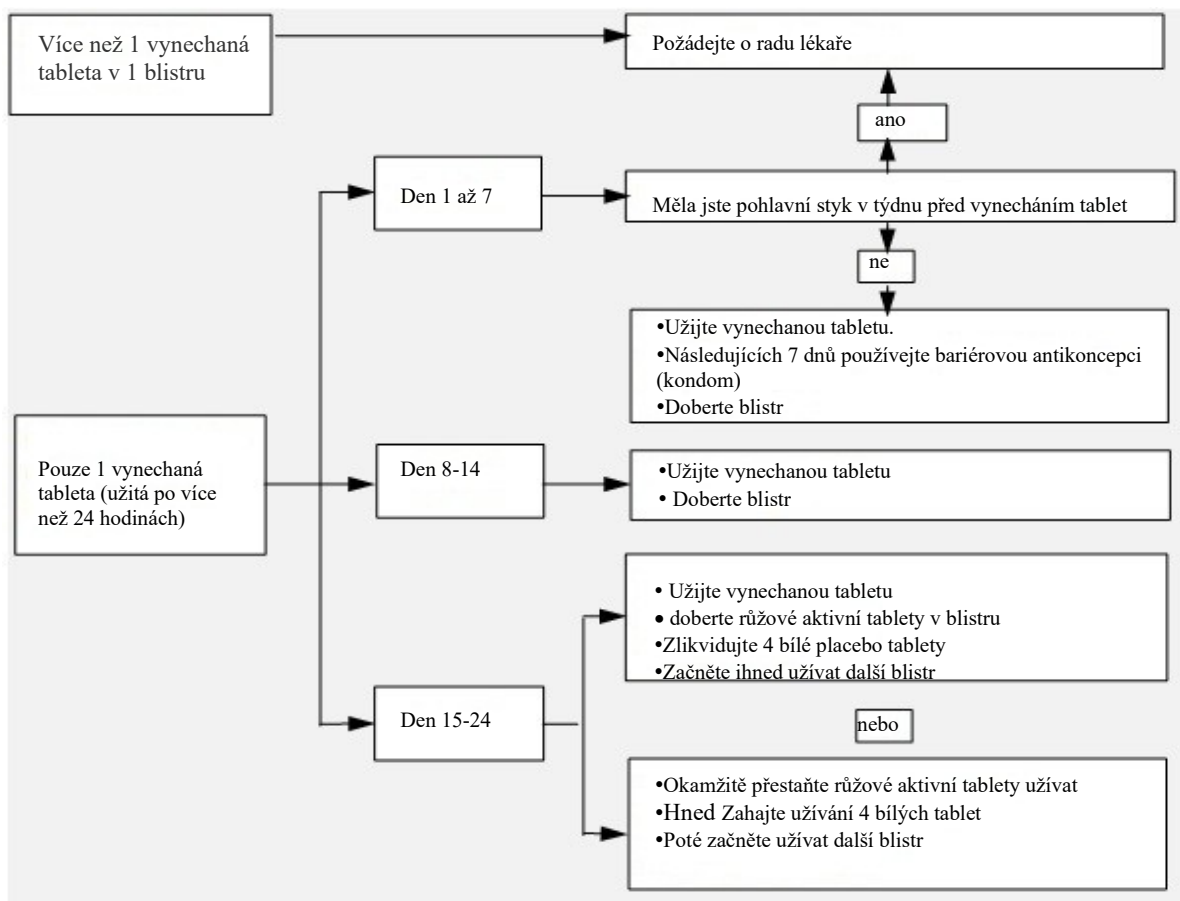 Více než 1 vynechaná
tableta v 1 blistru
Požádejte o radu lékaře
ano
Den 1 až 7
Měla jste pohlavní styk v týdnu před vynecháním tablet
ne
•Užijte vynechanou tabletu.
•Následujících 7 dnů používejte bariérovou antikoncepci
(kondom)
•Doberte blistr
Pouze 1 vynechaná
tableta (užitá po více
než 24 hodinách)
Den 8-14
•Užijte vynechanou tabletu
• Doberte blistr
• Užijte vynechanou tabletu
• doberte růžové aktivní tablety v blistru
•Zlikvidujte 4 bílé placebo tablety
•Začněte ihned užívat další blistr
Den 15-24
nebo
•Okamžitě přestaňte růžové aktivní tablety užívat
•Hned Zahajte užívání 4 bílých tablet
•Poté začněte užívat další blistr